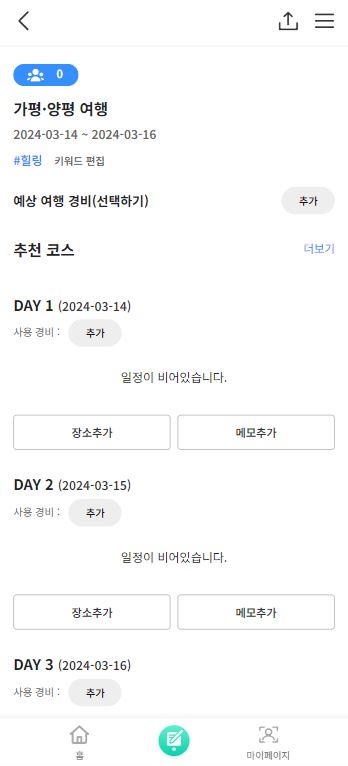 0
가평·양평 여행
2024-03-14 ~ 2024-03-16
#힐링 키워드 편집
예상 여행 경비(선택하기) 추가
추천 코스 더보기
DAY 1 (2024-03-14)
사용 경비 : 추가
일정이 비어있습니다.
장소추가 메모추가
DAY 2 (2024-03-15)
사용 경비 : 추가
일정이 비어있습니다.
장소추가 메모추가
DAY 3 (2024-03-16)
사용 경비 : 추가
홈 마이페이지